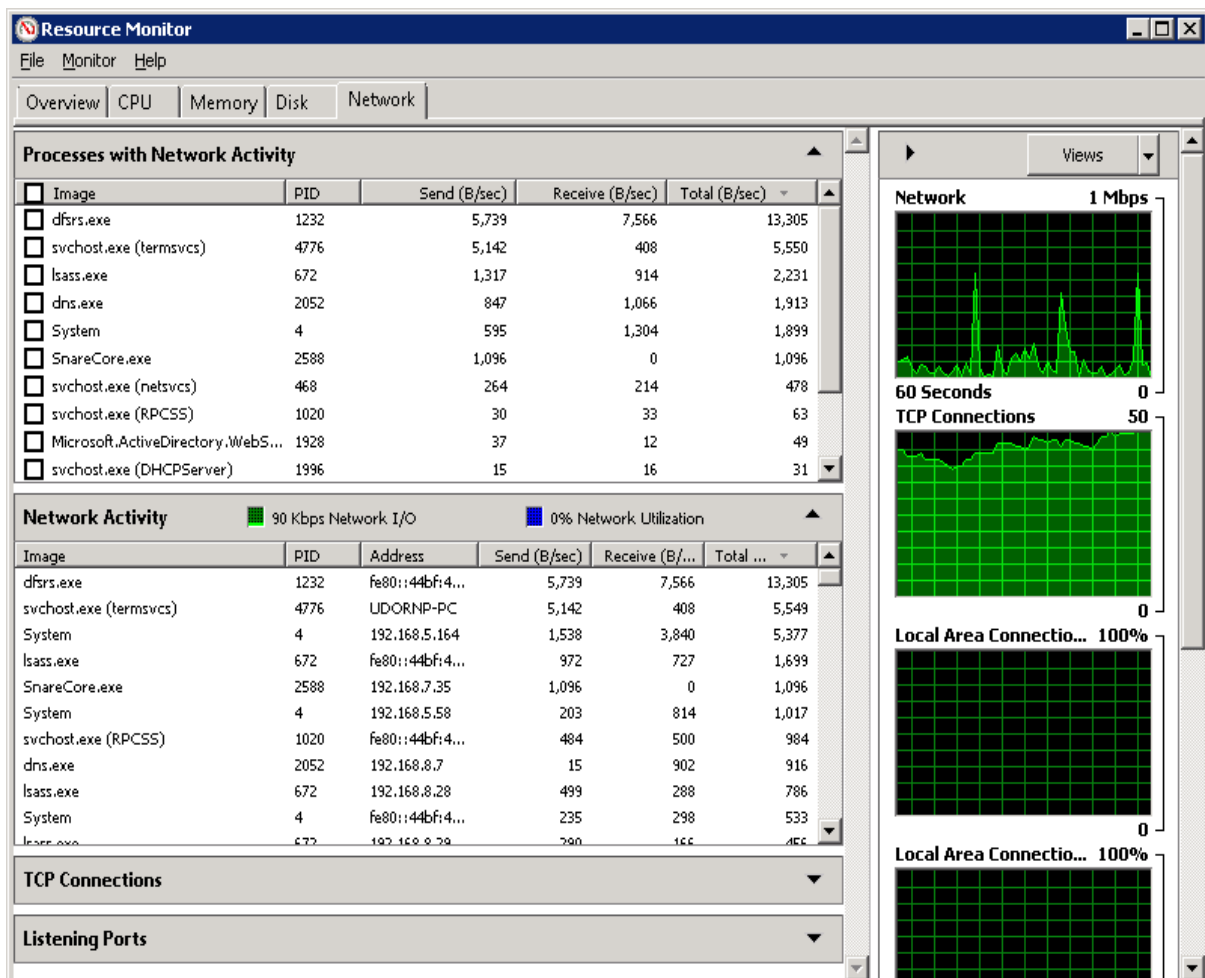 Resource Monitor
File Monitor Help
Overview CPU Memory Disk Network
Processes with Network Activity
Image PID Send (B/sec) Receive (B/sec) Total (B/sec)
dfsrs.exe 1232 5,739 7,566 13,305
svchost.exe (termsvcs) 4776 5,142 408 5,550
lsass.exe 672 1,317 914 2,231
dns.exe 2052 847 1,066 1,913
System 4 595 1,304 1,899
SnareCore.exe 2588 1,096 0 1,096
svchost.exe (netsvcs) 468 264 214 478
svchost.exe (RPCSS) 1020 30 33 63
Microsoft.ActiveDirectory.WebS... 1928 37 12 49
svchost.exe (DHCPServer) 1996 15 16 31
Network Activity 90 Kbps Network I/O 0% Network Utilization
Image PID Address Send (B/sec) Receive (B/... Total ...
dfsrs.exe 1232 fe80::44bf:4... 5,739 7,566 13,305
svchost.exe (termsvcs) 4776 UDORNP-PC 5,142 408 5,549
System 4 192.168.5.164 1,538 3,840 5,377
lsass.exe 672 fe80::44bf:4... 972 727 1,699
SnareCore.exe 2588 192.168.7.35 1,096 0 1,096
System 4 192.168.5.58 203 814 1,017
svchost.exe (RPCSS) 1020 fe80::44bf:4... 484 500 984
dns.exe 2052 192.168.8.7 15 902 916
lsass.exe 672 192.168.8.28 499 288 786
System 4 fe80::44bf:4... 235 298 533
TCP Connections
Listening Ports
Views
Network 1 Mbps
60 Seconds 0
TCP Connections 50
0
Local Area Connectio... 100%
0
Local Area Connectio... 100%